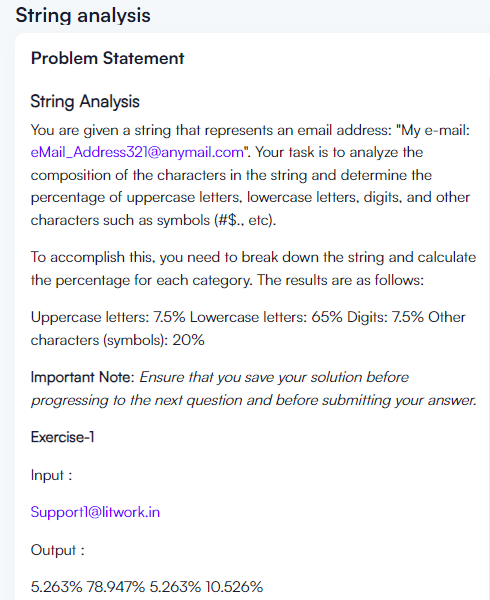 String analysis
Problem Statement
String Analysis
You are given a string that represents an email address: "My e-mail:
eMail_Address321@anymail.com". Your task is to analyze the
composition of the characters in the string and determine the
percentage of uppercase letters, lowercase letters, digits, and other
characters such as symbols (#$., etc).
To accomplish this, you need to break down the string and calculate
the percentage for each category. The results are as follows:
Uppercase letters: 7.5% Lowercase letters: 65% Digits: 7.5% Other
characters (symbols): 20%
Important Note: Ensure that you save your solution before
progressing to the next question and before submitting your answer.
Exercise-1
Input :
Support1@litwork.in
Output :
5.263% 78.947% 5.263% 10.526%